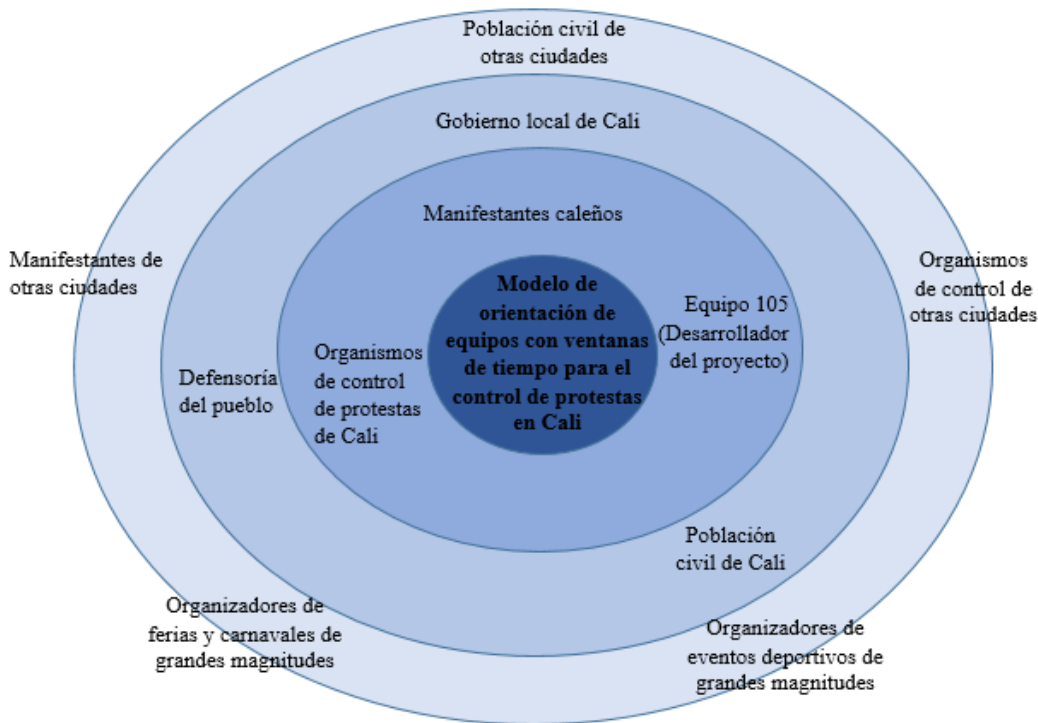 Población civil de
otras ciudades
Gobierno local de Cali
Manifestantes caleños
Manifestantes de
otras ciudades
Organismos
de control de
otras ciudades
Modelo de
orientación de
equipos con ventanas
de tiempo para el
control de protestas
en Cali
Equipo 105
(Desarrollador
del proyecto)
Organismos
de control
de protestas
de Cali
Defensoría
del pueblo
Población
civil de Cali
Organizadores de
ferias y carnavales de
grandes magnitudes
Organizadores de
eventos deportivos de
grandes magnitudes